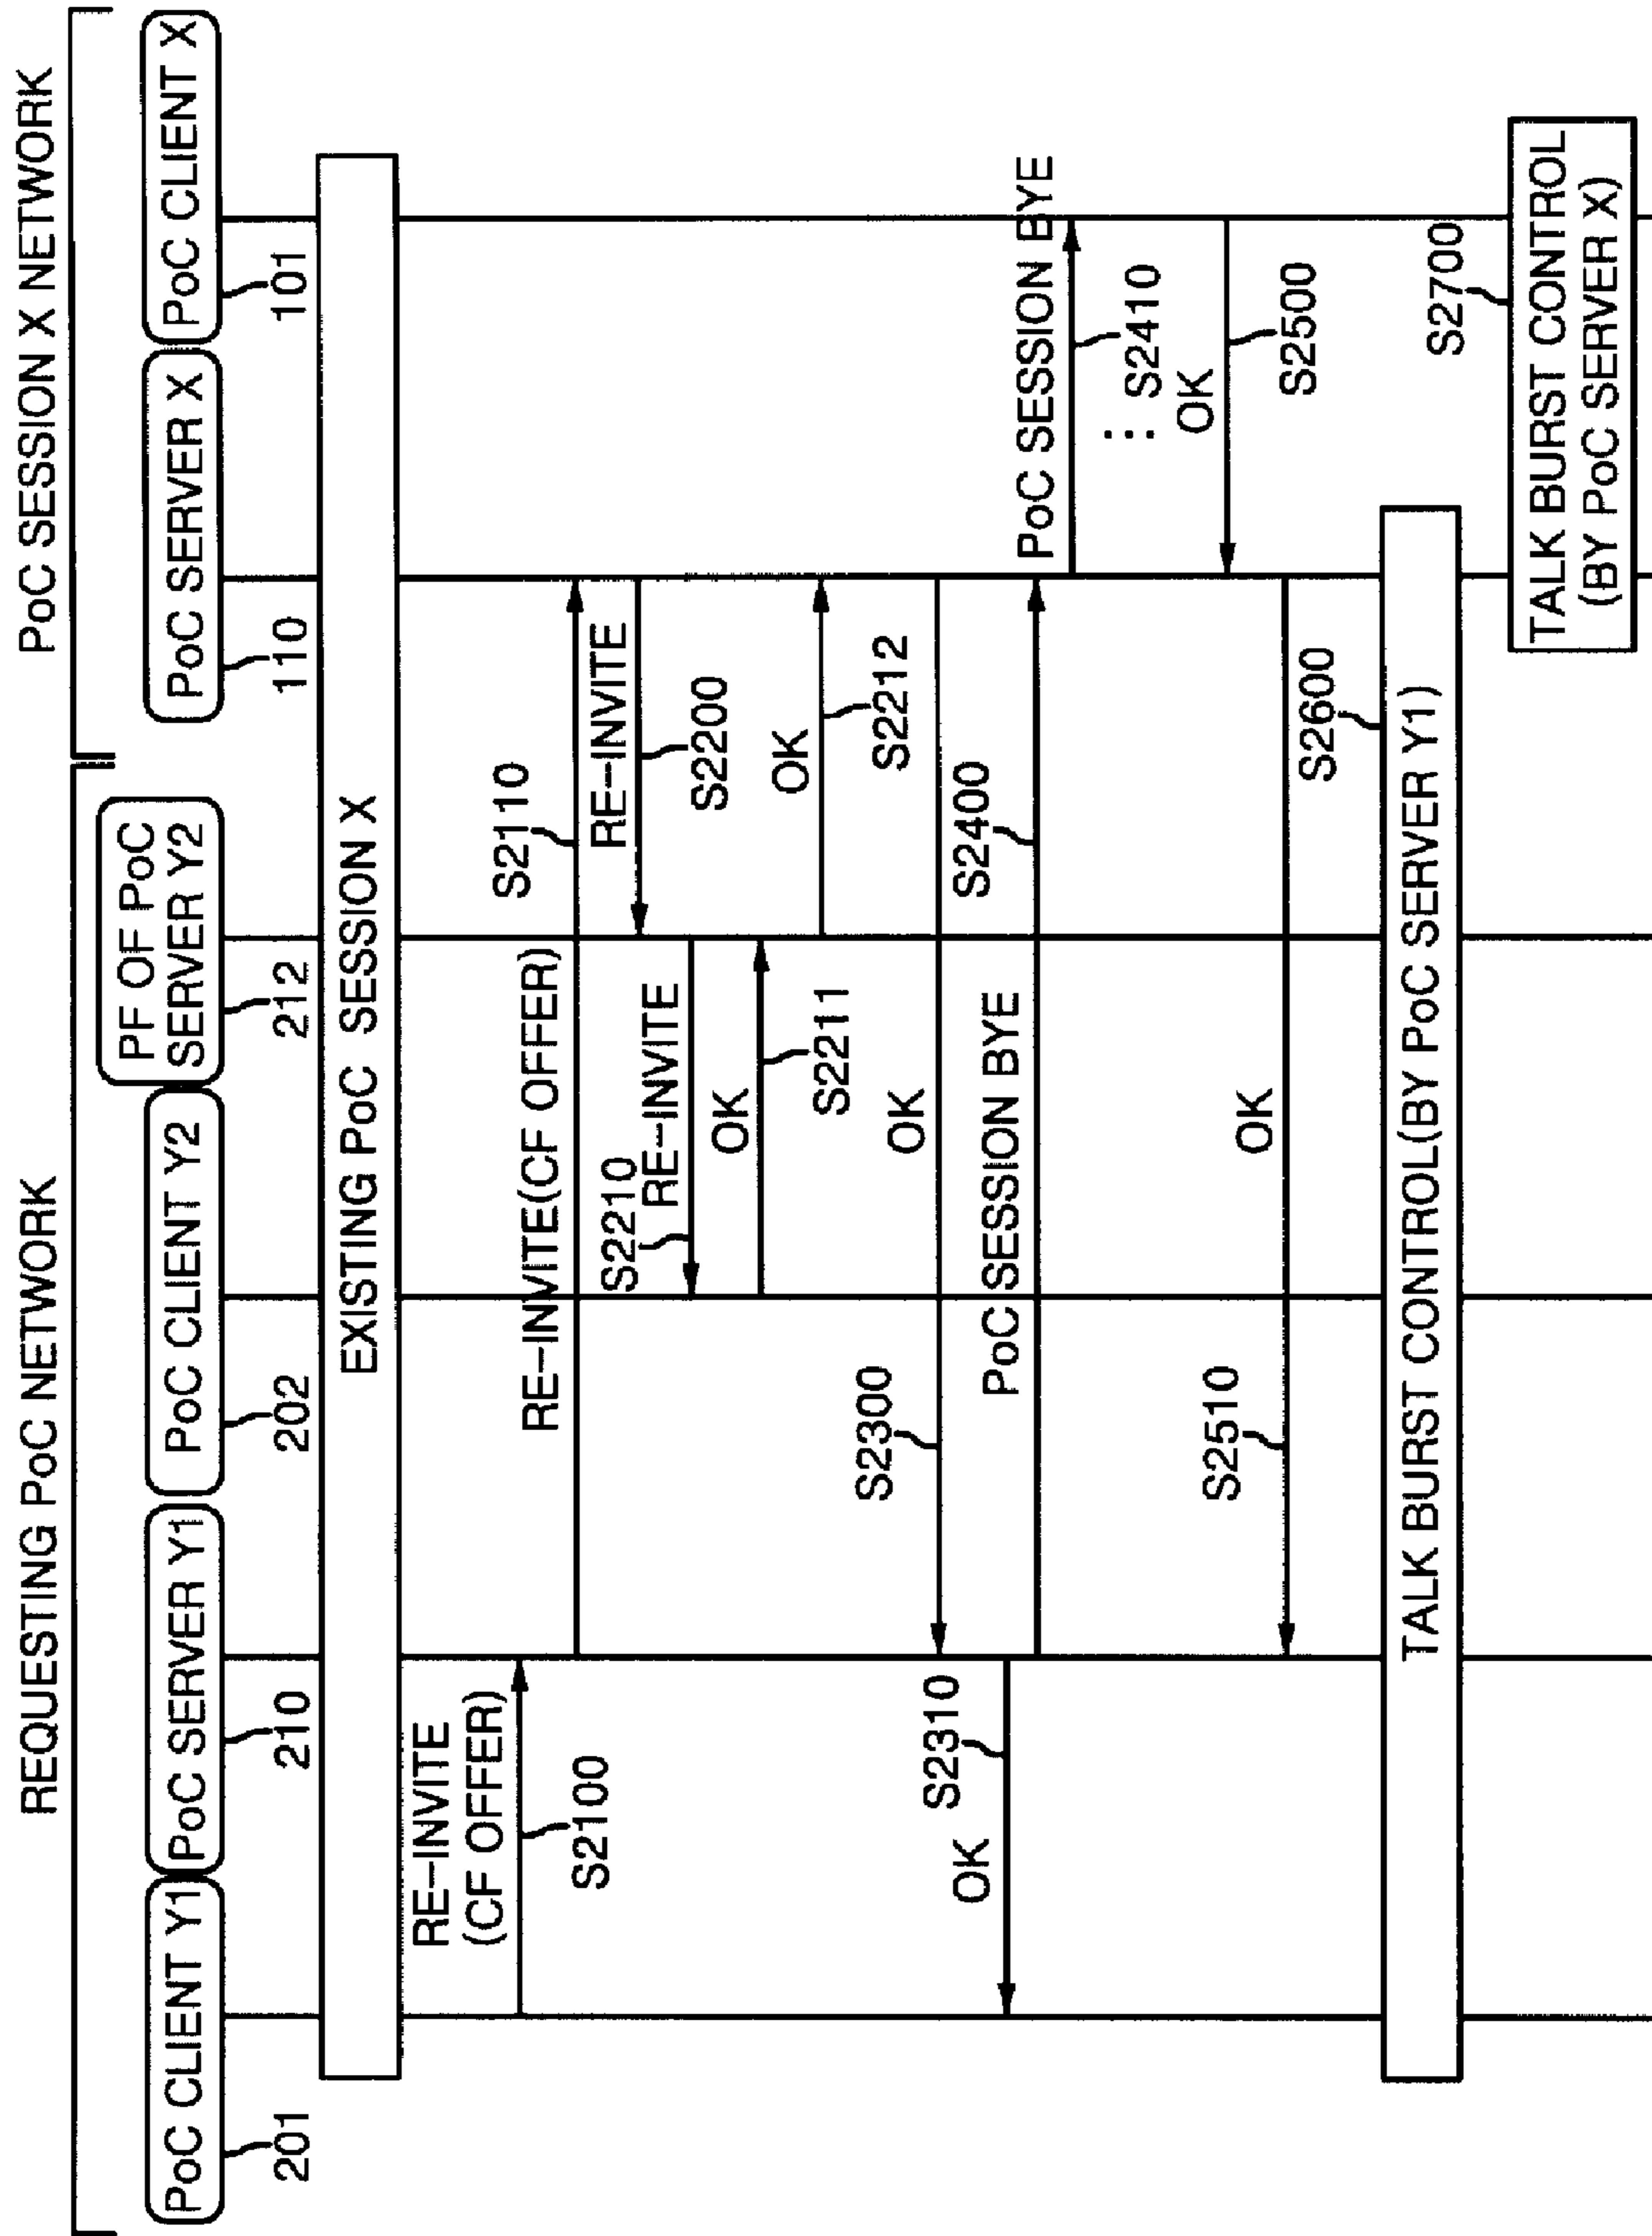 REQUESTING PoC NETWORK
PoC SESSION X NETWORK
PoC CLIENT Y1
PoC SERVER Y1
PoC CLIENT Y2
PF OF PoC
SERVER Y2
PoC SERVER X
PoC CLIENT X
201
210
202
212
110
101
EXISTING PoC SESSION X
RE-INVITE
(CF OFFER)
S2100
RE-INVITE(CF OFFER)
S2110
RE-INVITE
S2200
S2210
RE-INVITE
OK
S2211
OK
S2212
S2300
OK
OK
S2310
PoC SESSION BYE
S2400
PoC SESSION BYE
⋮ S2410
OK
S2500
S2510
OK
S2600
TALK BURST CONTROL(BY PoC SERVER Y1)
S2700
TALK BURST CONTROL
(BY PoC SERVER X)